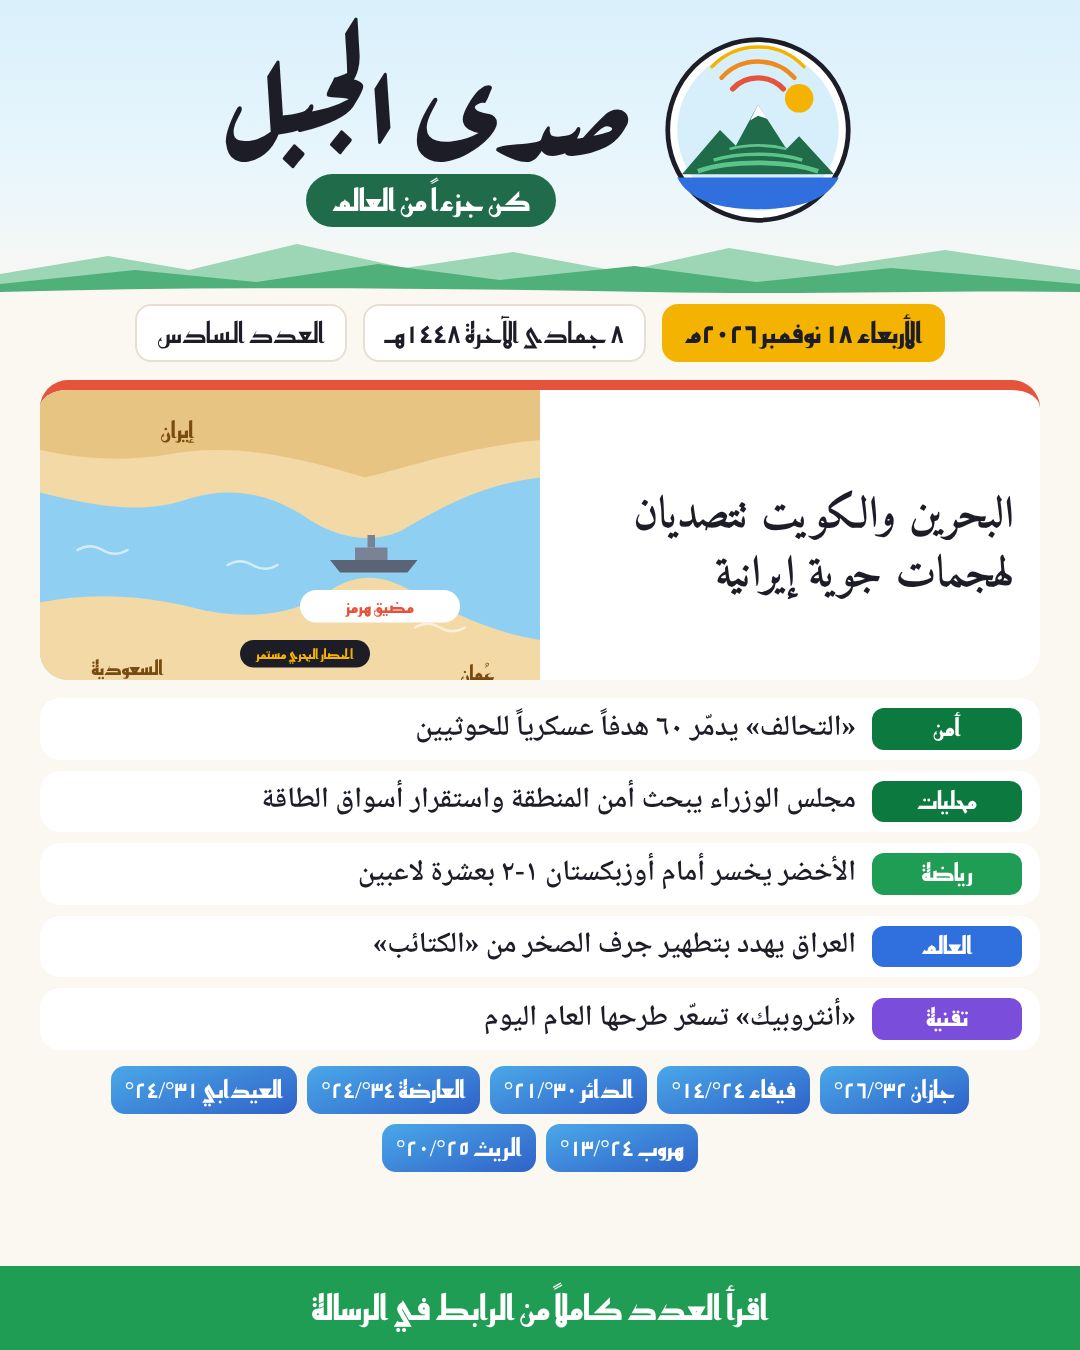 صدى الجبل
كن جزءاً من العالم
الأربعاء ١٨ نوفمبر ٢٠٢٦م
٨ جمادى الآخرة ١٤٤٨هـ
العدد السادس
البحرين والكويت تتصديان
لهجمات جوية إيرانية
إيران
مضيق هرمز
الحصار البحري مستمر
السعودية
عُمان
أمن
«التحالف» يدمّر ٦٠ هدفاً عسكرياً للحوثيين
محليات
مجلس الوزراء يبحث أمن المنطقة واستقرار أسواق الطاقة
رياضة
الأخضر يخسر أمام أوزبكستان ١-٢ بعشرة لاعبين
العالم
العراق يهدد بتطهير جرف الصخر من «الكتائب»
تقنية
«أنثروبيك» تسعّر طرحها العام اليوم
جازان ٣٢°/٢٦°
فيفاء ٢٤°/١٤°
الدائر ٣٠°/٢١°
العارضة ٣٤°/٢٤°
العيدابي ٣١°/٢٤°
هروب ٢٤°/١٣°
الريث ٢٥°/٢٠°
اقرأ العدد كاملاً من الرابط في الرسالة